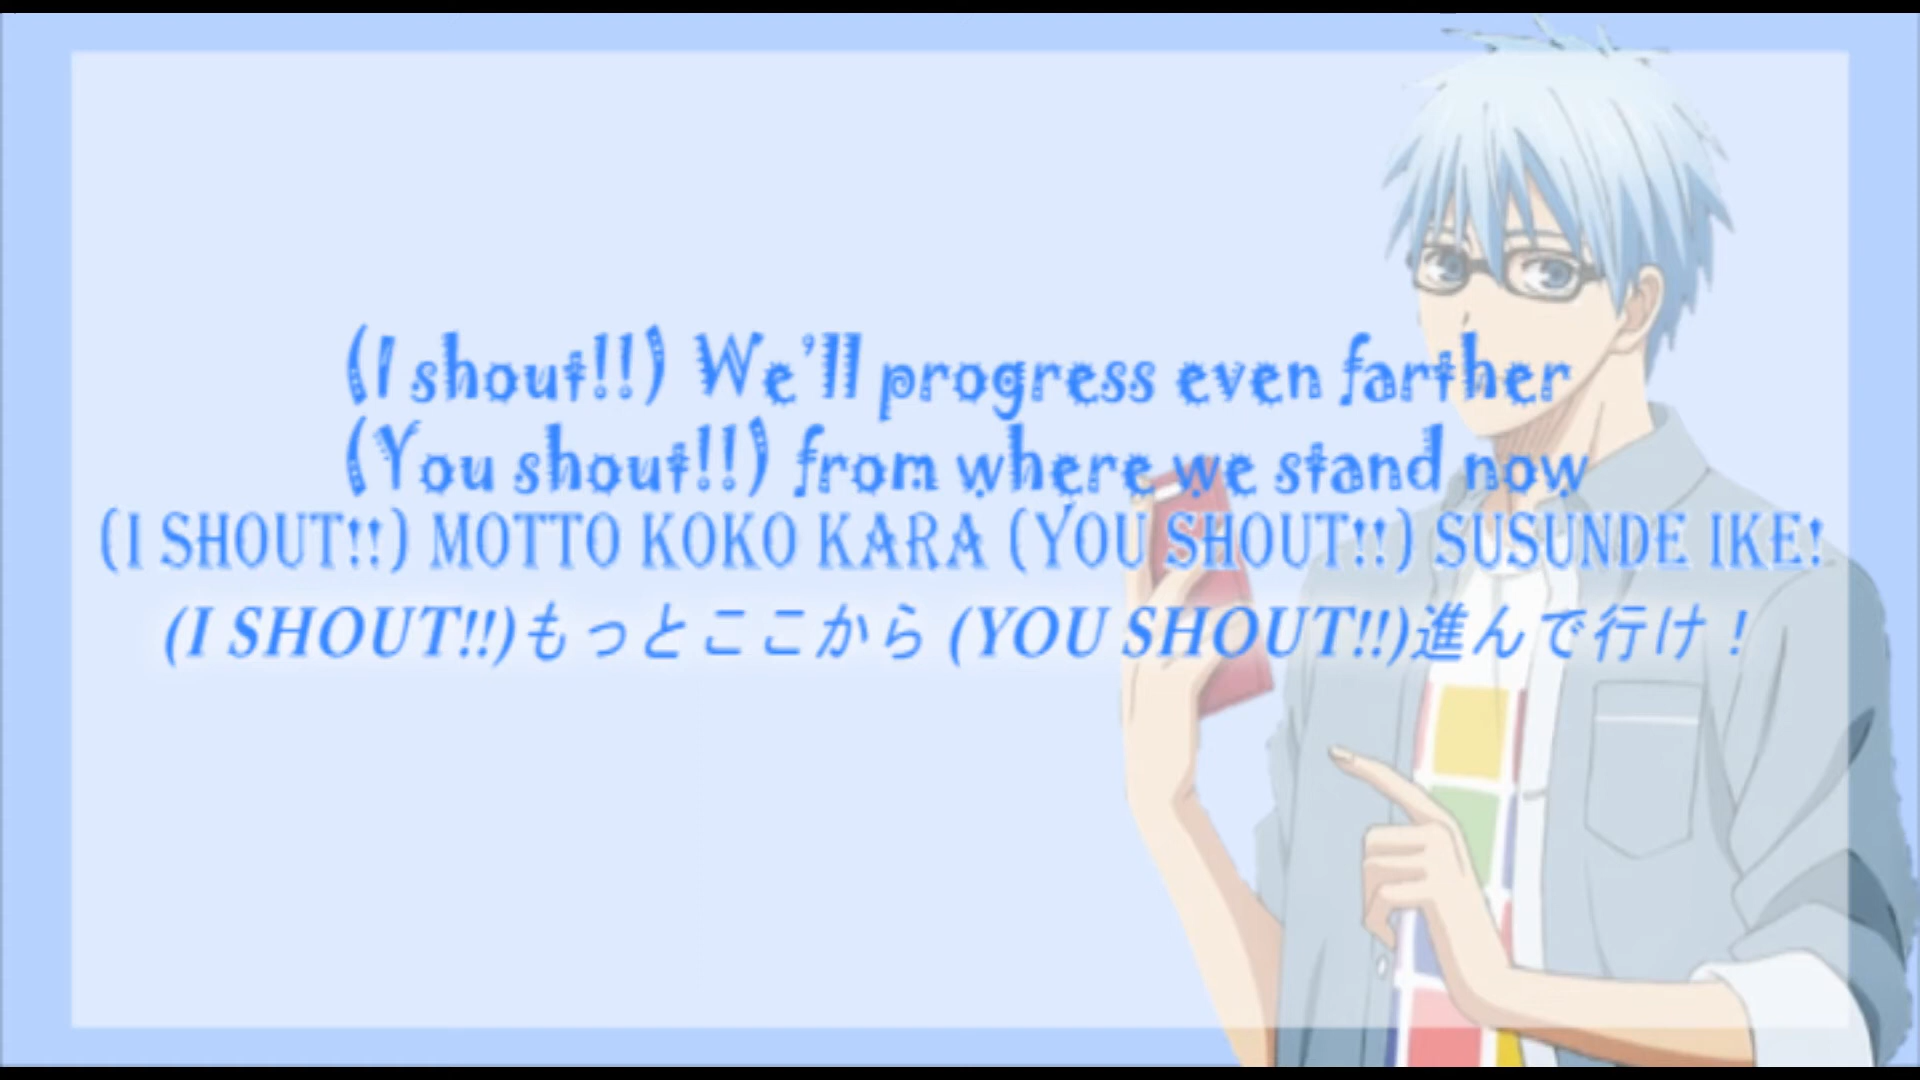 (I shout!!) We'll progress even farther
(You shout!!) from where we stand now
(I SHOUT!!) MOTTO KOKO KARA (YOU SHOUT!!) SUSUNDE IKE!
(I SHOUT!!)もっとここから (YOU SHOUT!!)進んで行け！